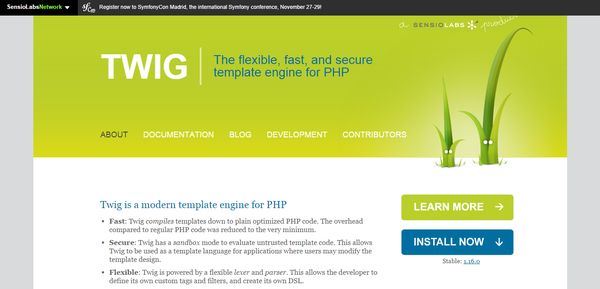 SensioLabsNetwork Register now to SymfonyCon Madrid, the international Symfony conference, November 27-29!
a SENSIOLABS product
TWIG
The flexible, fast, and secure
template engine for PHP
ABOUT DOCUMENTATION BLOG DEVELOPMENT CONTRIBUTORS
Twig is a modern template engine for PHP
• Fast: Twig compiles templates down to plain optimized PHP code. The overhead
compared to regular PHP code was reduced to the very minimum.
• Secure: Twig has a sandbox mode to evaluate untrusted template code. This allows
Twig to be used as a template language for applications where users may modify the
template design.
• Flexible: Twig is powered by a flexible lexer and parser. This allows the developer to
define its own custom tags and filters, and create its own DSL.
LEARN MORE →
INSTALL NOW ↓
Stable: 1.16.0